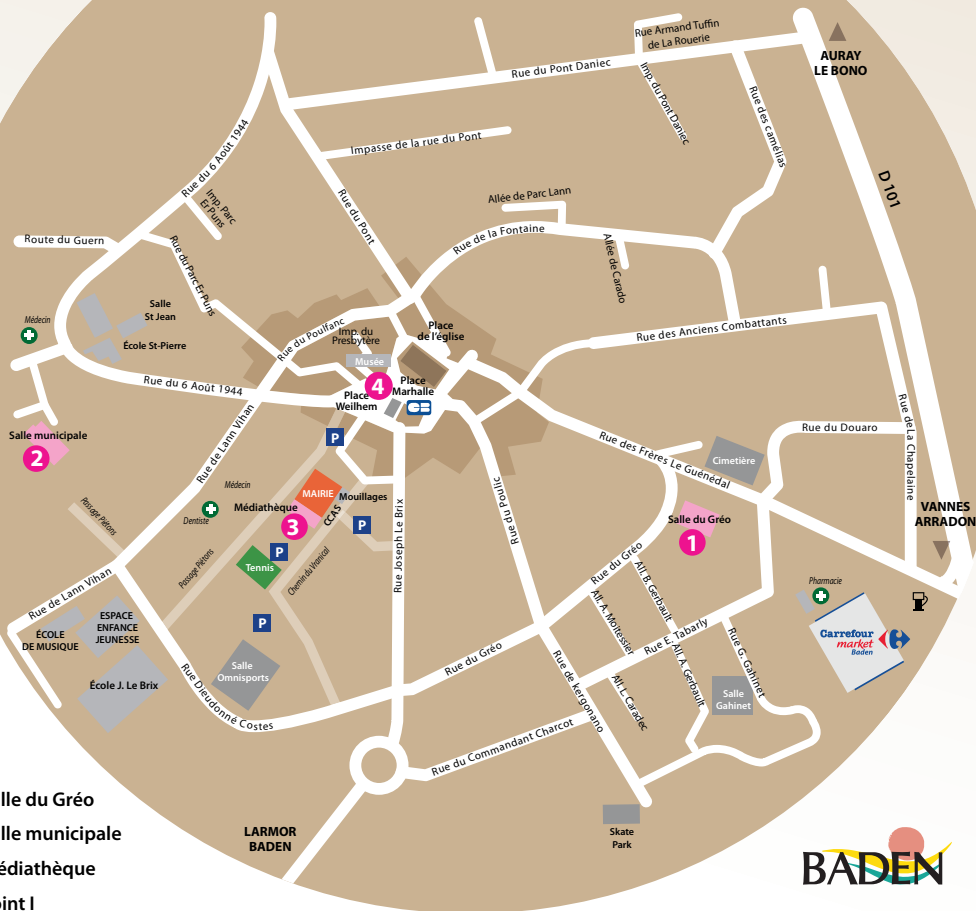 Rue Armand Tuffin
de La Rouerie
AURAY
LE BONO
Rue du Pont Daniec
Imp. du Pont Daniec
Rue des camélias
D 101
Rue du 6 Août 1944
Impasse de la rue du Pont
Imp. Parc
Er Puns
Allée de Parc Lann
Rue du Pont
Rue de la Fontaine
Route du Guern
Rue du Parc Er Puns
Allée de Carado
Salle
St Jean
Médecin
École St-Pierre
Rue du Poulfanc
Imp. du
Presbytère
Place
de l'église
Rue des Anciens Combattants
Musée
4
Place
Marhalle
Place
Weilhem
CB
Rue du 6 Août 1944
Rue de Lann Vihan
Rue de La Chapelaine
Rue du Douaro
Salle municipale
2
P
Rue des Frères Le Guénédal
Cimetière
Médecin
MAIRIE
Mouillages
Médiathèque
CCAS
3
Dentiste
P
Passage Piétons
Rue Joseph Le Brix
Rue du Poulic
Salle du Gréo
1
VANNES
ARRADON
P
Tennis
Passage Piétons
Chemin du Vranical
Rue du Gréo
All. B. Gerbault
Pharmacie
Rue de Lann Vihan
All. A. Moitessier
ESPACE
ENFANCE
JEUNESSE
ÉCOLE
DE MUSIQUE
P
Rue E. Tabarly
Rue G. Gahinet
Carrefour
market
Baden
Rue du Gréo
Salle
Omnisports
École J. Le Brix
Rue Dieudonné Costes
Rue de kergonano
All. L. Caradec
All. A. Gerbault
Salle
Gahinet
Rue du Commandant Charcot
lle du Gréo
lle municipale
édiathèque
oint I
LARMOR
BADEN
Skate
Park
BADEN